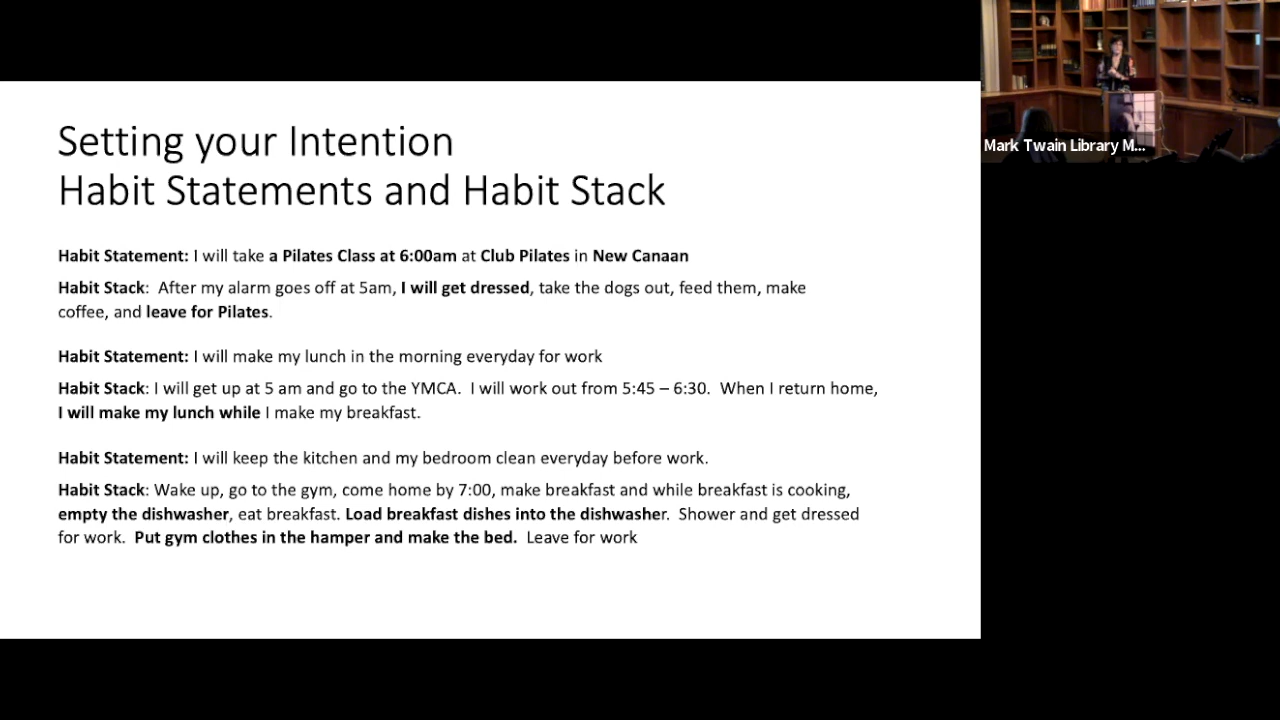 Setting your Intention
Habit Statements and Habit Stack
Habit Statement: I will take a Pilates Class at 6:00am at Club Pilates in New Canaan
Habit Stack:  After my alarm goes off at 5am, I will get dressed, take the dogs out, feed them, make
coffee, and leave for Pilates.
Habit Statement: I will make my lunch in the morning everyday for work
Habit Stack: I will get up at 5 am and go to the YMCA.  I will work out from 5:45 – 6:30.  When I return home,
I will make my lunch while I make my breakfast.
Habit Statement: I will keep the kitchen and my bedroom clean everyday before work.
Habit Stack: Wake up, go to the gym, come home by 7:00, make breakfast and while breakfast is cooking,
empty the dishwasher, eat breakfast. Load breakfast dishes into the dishwasher.  Shower and get dressed
for work.  Put gym clothes in the hamper and make the bed.  Leave for work
Mark Twain Library M...